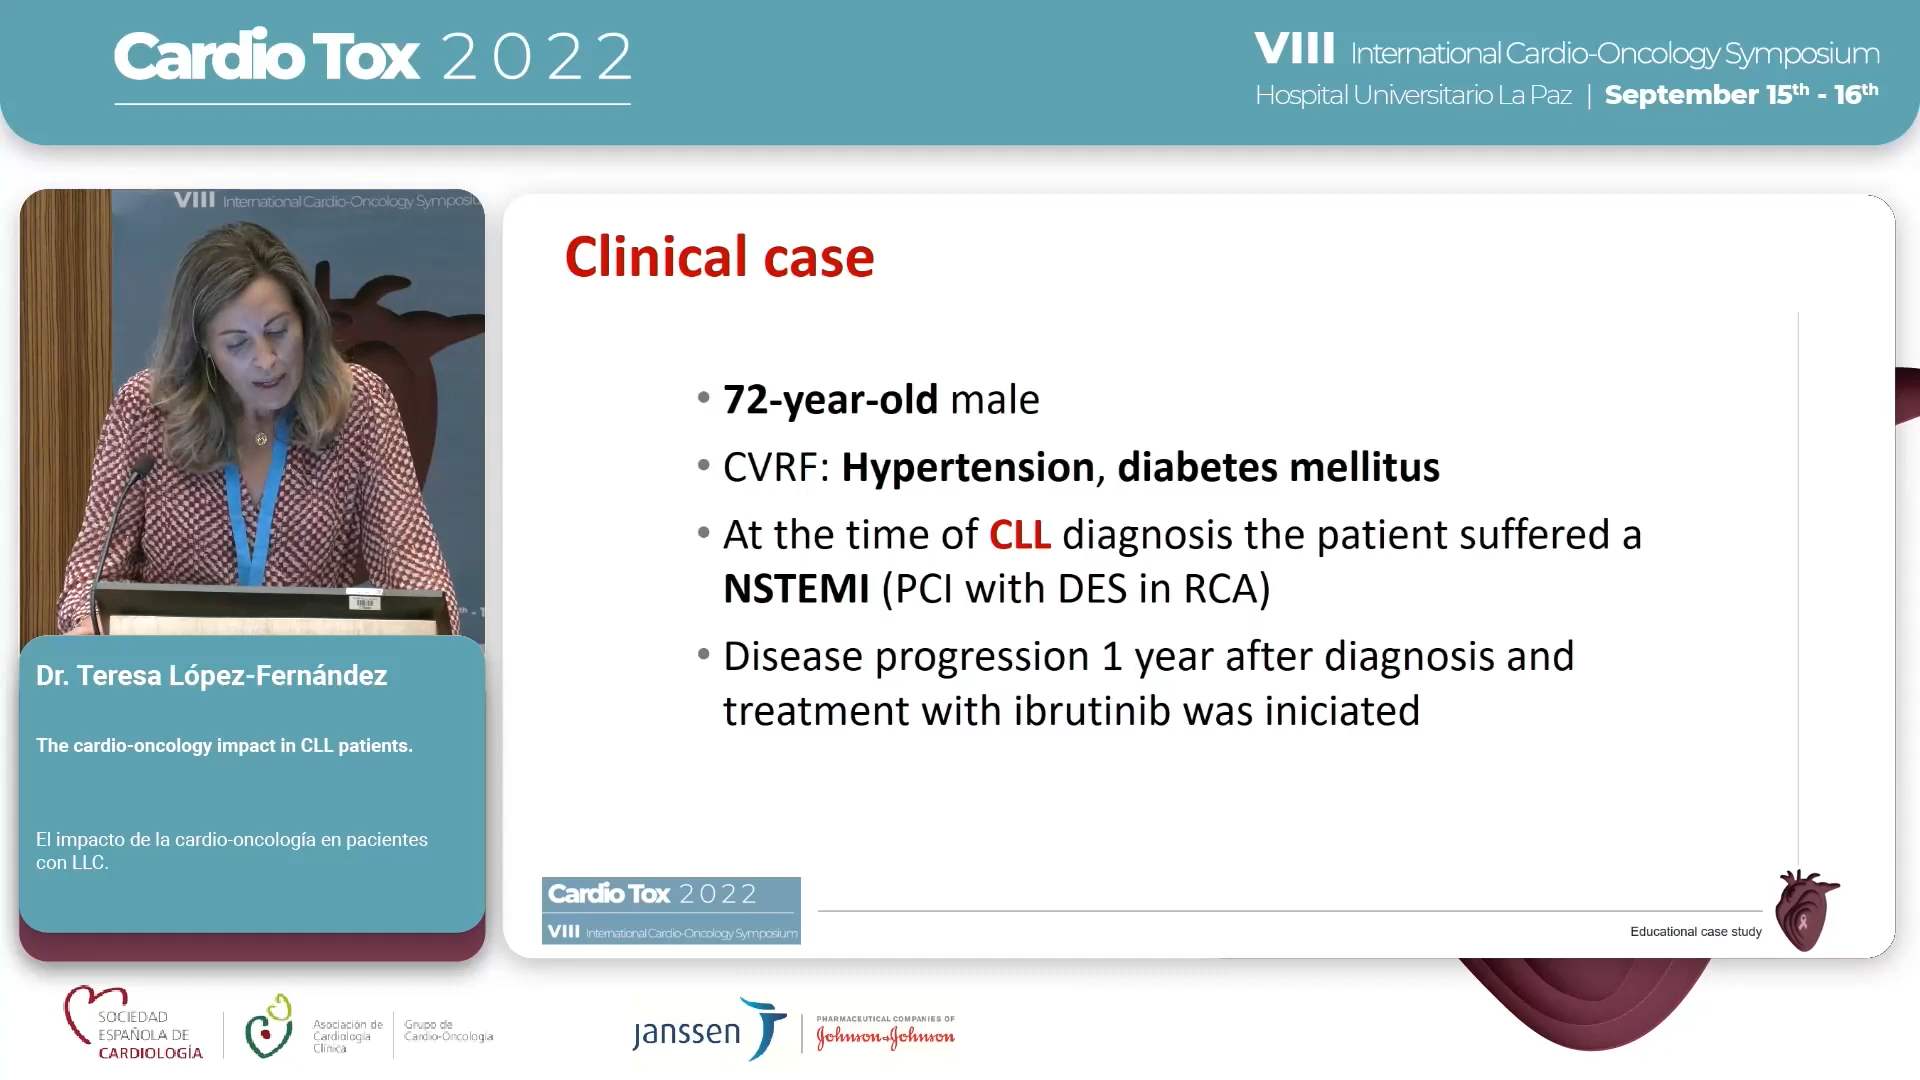 Cardio Tox 2022
VIII International Cardio-Oncology Symposium
Hospital Universitario La Paz | September 15th - 16th
VIII International Cardio-Oncology Symposiu
Clinical case
• 72-year-old male
• CVRF: Hypertension, diabetes mellitus
• At the time of CLL diagnosis the patient suffered a
NSTEMI (PCI with DES in RCA)
• Disease progression 1 year after diagnosis and
treatment with ibrutinib was iniciated
Dr. Teresa López-Fernández
The cardio-oncology impact in CLL patients.
El impacto de la cardio-oncología en pacientes
con LLC.
Cardio Tox 2022
VIII International Cardio-Oncology Symposium
Educational case study
SOCIEDAD
ESPAÑOLA DE
CARDIOLOGÍA
Asociación de
Cardiología
Clínica
Grupo de
Cardio-Oncología
janssen
PHARMACEUTICAL COMPANIES OF
Johnson & Johnson